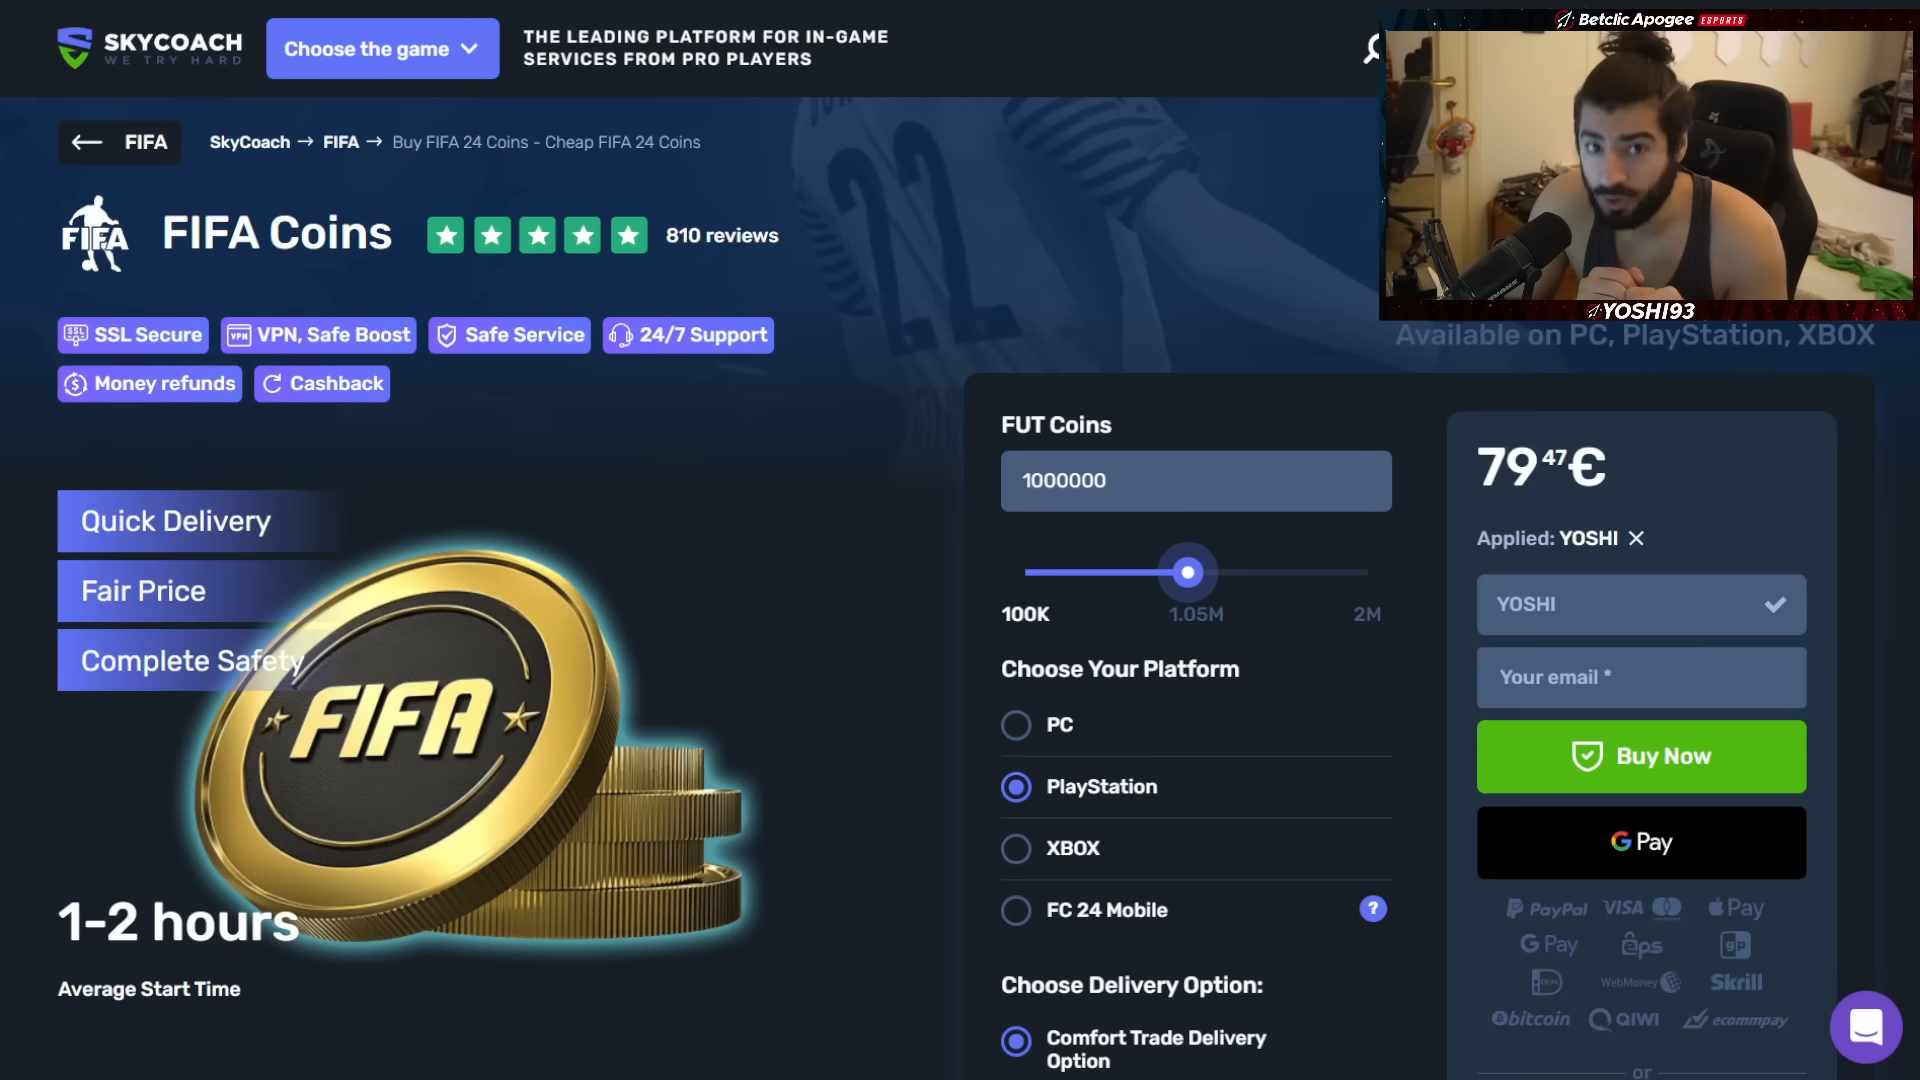 SKYCOACH
WE TRY HARD
Choose the game
THE LEADING PLATFORM FOR IN-GAME
SERVICES FROM PRO PLAYERS
Betclic Apogee ESPORTS
YOSHI93
FIFA
SkyCoach → FIFA → Buy FIFA 24 Coins - Cheap FIFA 24 Coins
FIFA
FIFA Coins
810 reviews
22
SSL SSL Secure
VPN VPN, Safe Boost
Safe Service
24/7 Support
Money refunds
Cashback
Available on PC, PlayStation, XBOX
Quick Delivery
Fair Price
Complete Safety
FIFA
1-2 hours
Average Start Time
FUT Coins
1000000
100K
1.05M
2M
Choose Your Platform
PC
PlayStation
XBOX
FC 24 Mobile
?
Choose Delivery Option:
Comfort Trade Delivery
Option
79 47€
Applied: YOSHI
YOSHI
Your email *
Buy Now
G Pay
PayPal VISA Pay
G Pay eps gP
iDEAL WebMoney Skrill
bitcoin QIWI ecommpay
or